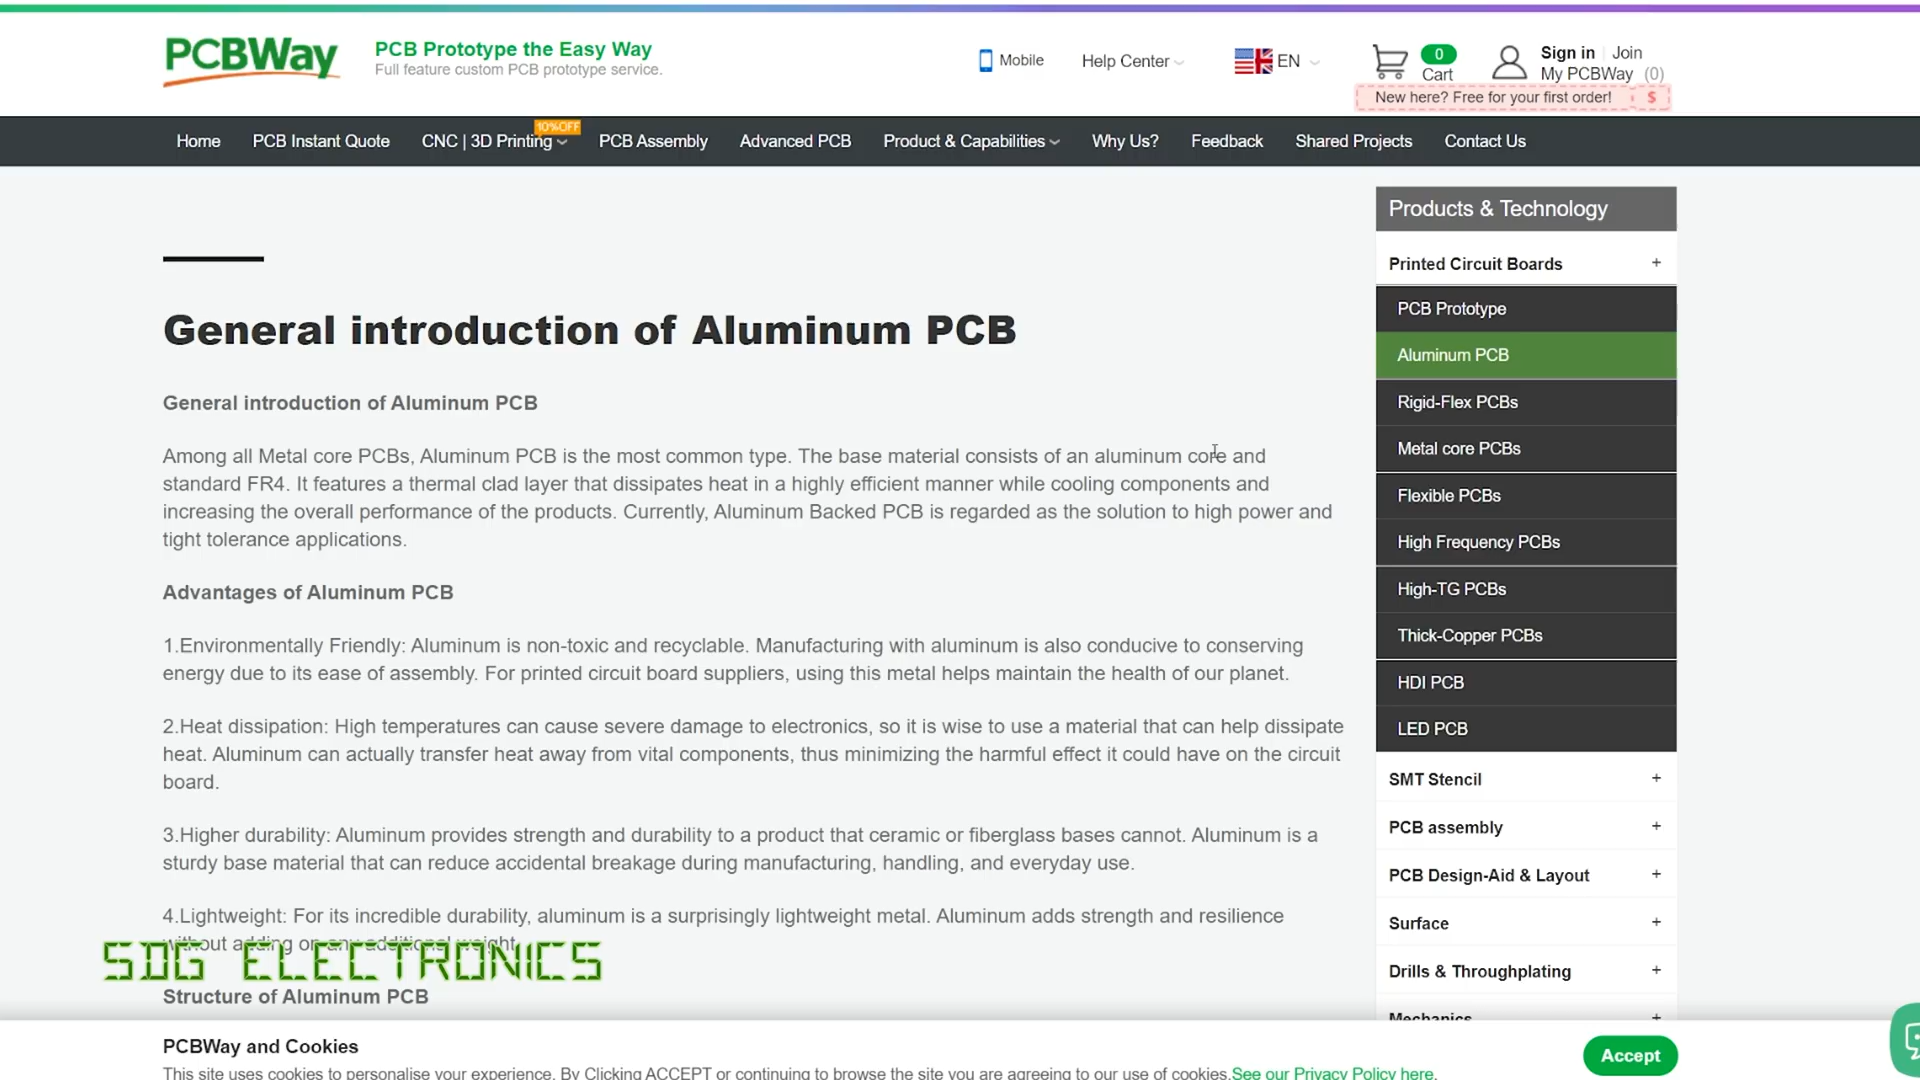 PCBWay
PCB Prototype the Easy Way
Full feature custom PCB prototype service.
Mobile
Help Center
EN
0
Cart
Sign in | Join
My PCBWay (0)
New here? Free for your first order! $
Home
PCB Instant Quote
CNC | 3D Printing
10%OFF
PCB Assembly
Advanced PCB
Product & Capabilities
Why Us?
Feedback
Shared Projects
Contact Us
General introduction of Aluminum PCB
General introduction of Aluminum PCB
Among all Metal core PCBs, Aluminum PCB is the most common type. The base material consists of an aluminum core and
standard FR4. It features a thermal clad layer that dissipates heat in a highly efficient manner while cooling components and
increasing the overall performance of the products. Currently, Aluminum Backed PCB is regarded as the solution to high power and
tight tolerance applications.
Advantages of Aluminum PCB
1.Environmentally Friendly: Aluminum is non-toxic and recyclable. Manufacturing with aluminum is also conducive to conserving
energy due to its ease of assembly. For printed circuit board suppliers, using this metal helps maintain the health of our planet.
2.Heat dissipation: High temperatures can cause severe damage to electronics, so it is wise to use a material that can help dissipate
heat. Aluminum can actually transfer heat away from vital components, thus minimizing the harmful effect it could have on the circuit
board.
3.Higher durability: Aluminum provides strength and durability to a product that ceramic or fiberglass bases cannot. Aluminum is a
sturdy base material that can reduce accidental breakage during manufacturing, handling, and everyday use.
4.Lightweight: For its incredible durability, aluminum is a surprisingly lightweight metal. Aluminum adds strength and resilience
without adding on any additional weight.
SDG ELECTRONICS
Structure of Aluminum PCB
Products & Technology
Printed Circuit Boards +
PCB Prototype
Aluminum PCB
Rigid-Flex PCBs
Metal core PCBs
Flexible PCBs
High Frequency PCBs
High-TG PCBs
Thick-Copper PCBs
HDI PCB
LED PCB
SMT Stencil +
PCB assembly +
PCB Design-Aid & Layout +
Surface +
Drills & Throughplating +
Mechanics +
PCBWay and Cookies
This site uses cookies to personalise your experience. By Clicking ACCEPT or continuing to browse the site you are agreeing to our use of cookies.See our Privacy Policy here.
Accept